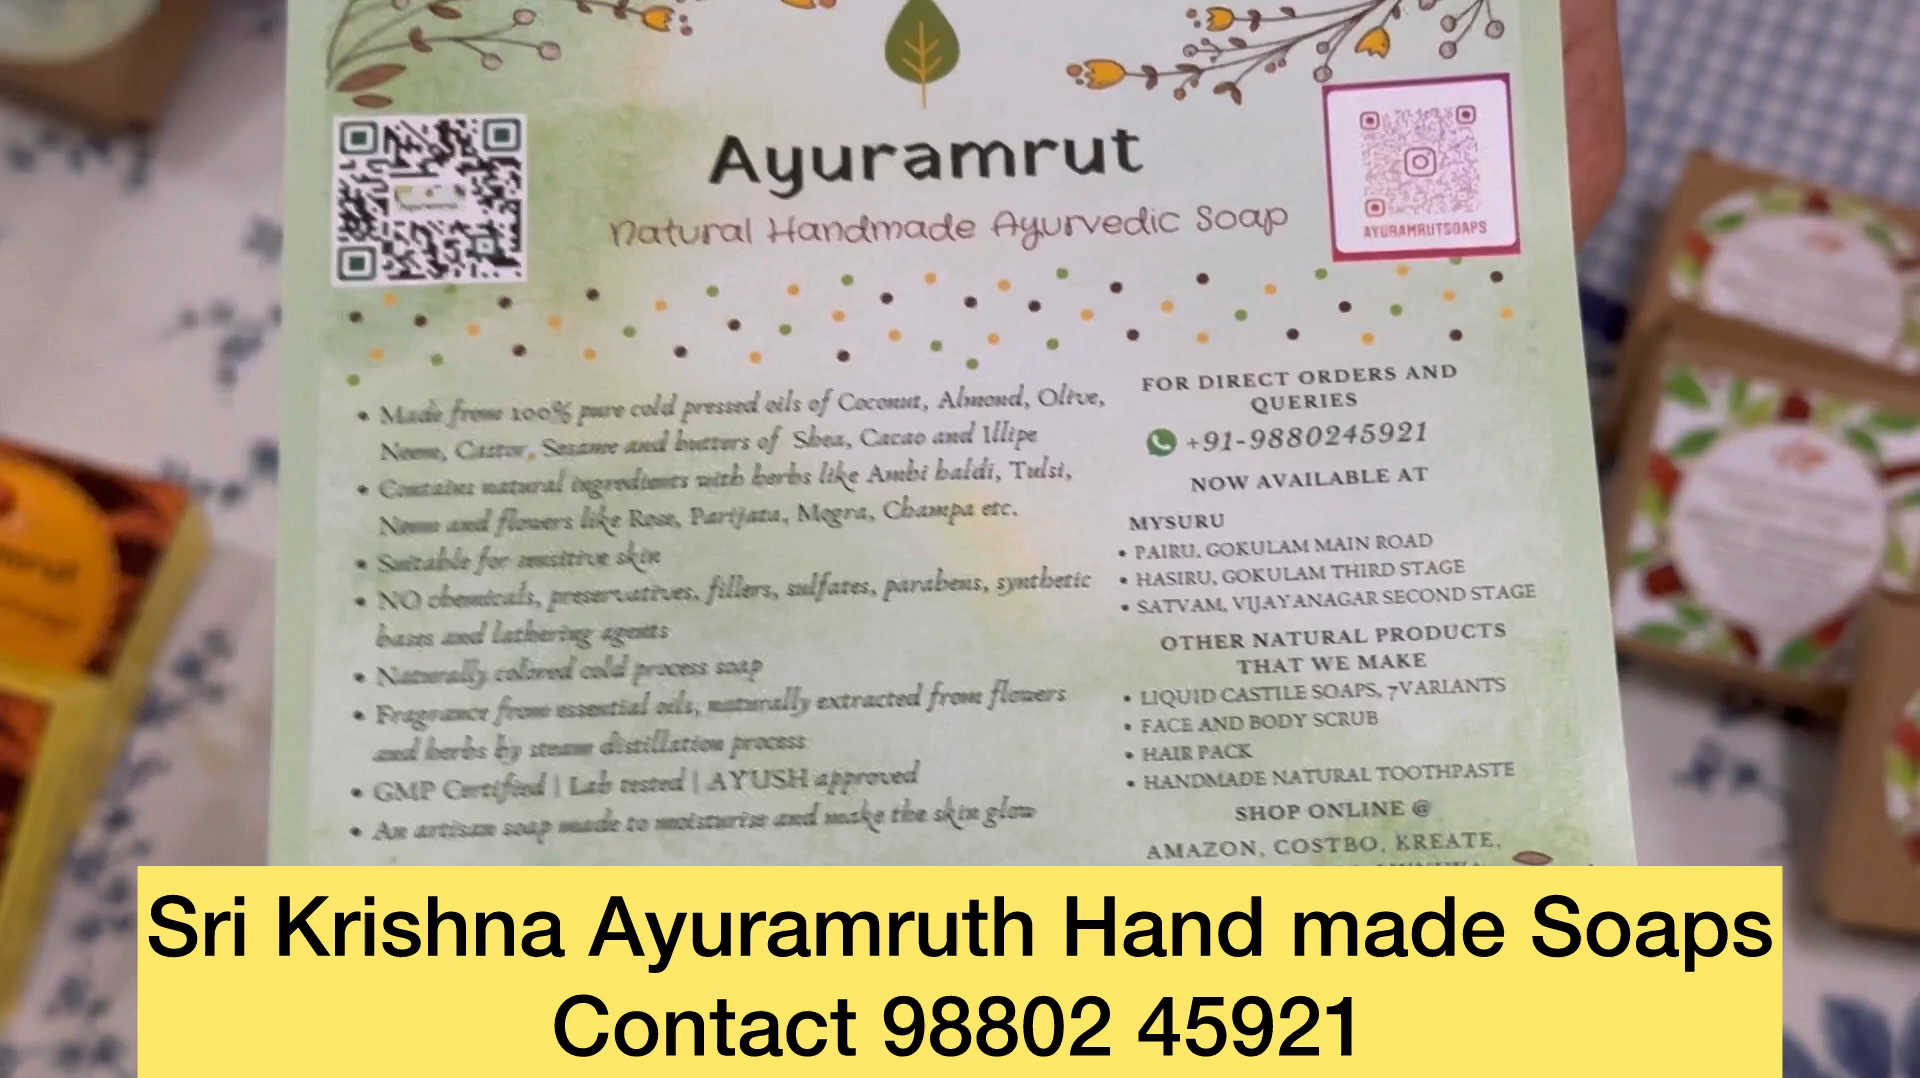 Ayuramrut
Natural Handmade Ayurvedic Soap
AYURAMRUTSOAPS
• Made from 100% pure cold pressed oils of Coconut, Almond, Olive,
Neem, Castor, Sesame and butters of Shea, Cacao and Illipe
• Contains natural ingredients with herbs like Ambi haldi, Tulsi,
Neem and flowers like Rose, Parijata, Mogra, Champa etc.
• Suitable for sensitive skin
• NO chemicals, preservatives, fillers, sulfates, parabens, synthetic
bases and lathering agents
• Naturally colored cold process soap
• Fragrance from essential oils, naturally extracted from flowers
and herbs by steam distillation process
• GMP Certified | Lab tested | AYUSH approved
• An artisan soap made to moisturise and make the skin glow
FOR DIRECT ORDERS AND
QUERIES
+91-9880245921
NOW AVAILABLE AT
MYSURU
• PAIRU, GOKULAM MAIN ROAD
• HASIRU, GOKULAM THIRD STAGE
• SATVAM, VIJAYANAGAR SECOND STAGE
OTHER NATURAL PRODUCTS
THAT WE MAKE
• LIQUID CASTILE SOAPS, 7VARIANTS
• FACE AND BODY SCRUB
• HAIR PACK
• HANDMADE NATURAL TOOTHPASTE
SHOP ONLINE @
AMAZON, COSTBO, KREATE,
Sri Krishna Ayuramruth Hand made Soaps
Contact 98802 45921